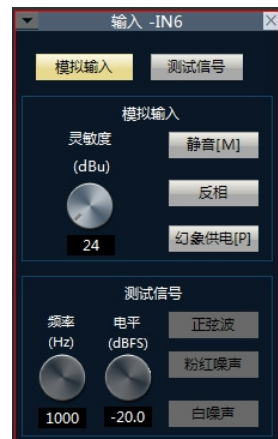 输入 -IN6
模拟输入 测试信号
模拟输入
灵敏度
(dBu)
静音[M]
反相
24
幻象供电[P]
测试信号
频率 电平
(Hz) (dBFS)
正弦波
粉红噪声
1000 -20.0
白噪声